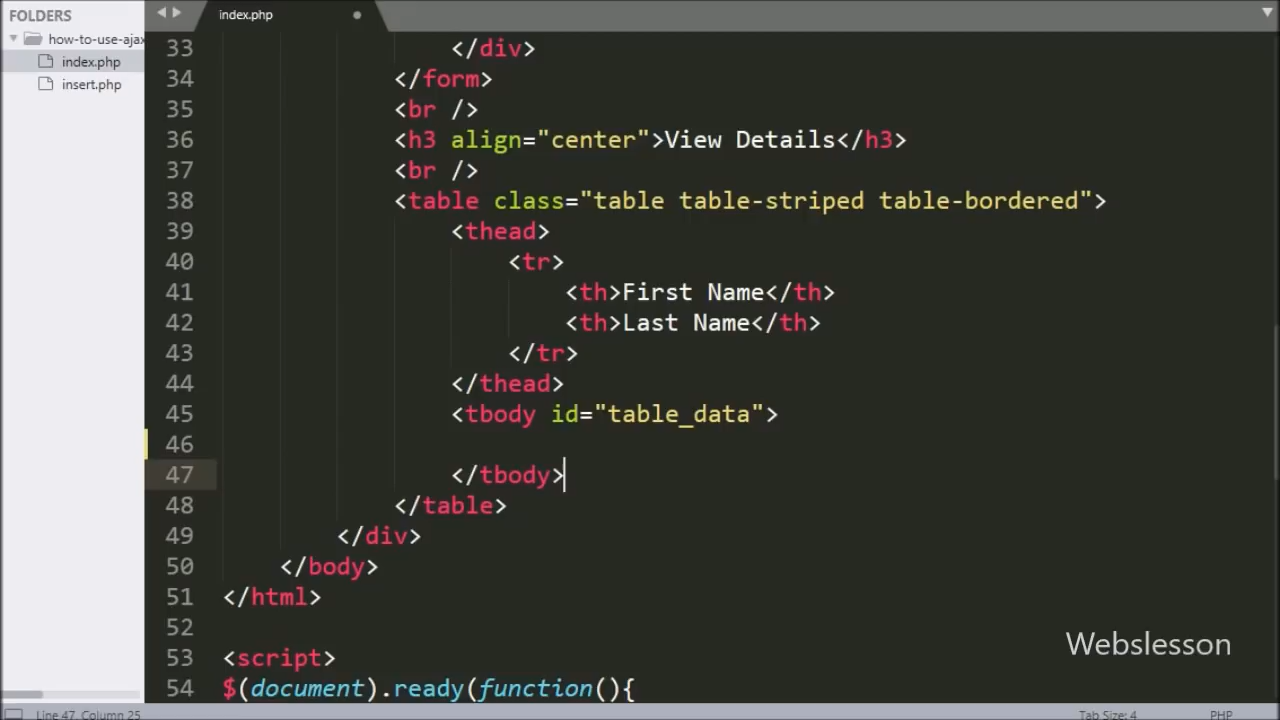 FOLDERS
how-to-use-ajax
index.php
insert.php
index.php
33 </div>
34 </form>
35 <br />
36 <h3 align="center">View Details</h3>
37 <br />
38 <table class="table table-striped table-bordered">
39 <thead>
40 <tr>
41 <th>First Name</th>
42 <th>Last Name</th>
43 </tr>
44 </thead>
45 <tbody id="table_data">
46
47 </tbody>
48 </table>
49 </div>
50 </body>
51 </html>
52
53 <script>
54 $(document).ready(function(){
Webslesson
Line 47, Column 25
Tab Size: 4
PHP